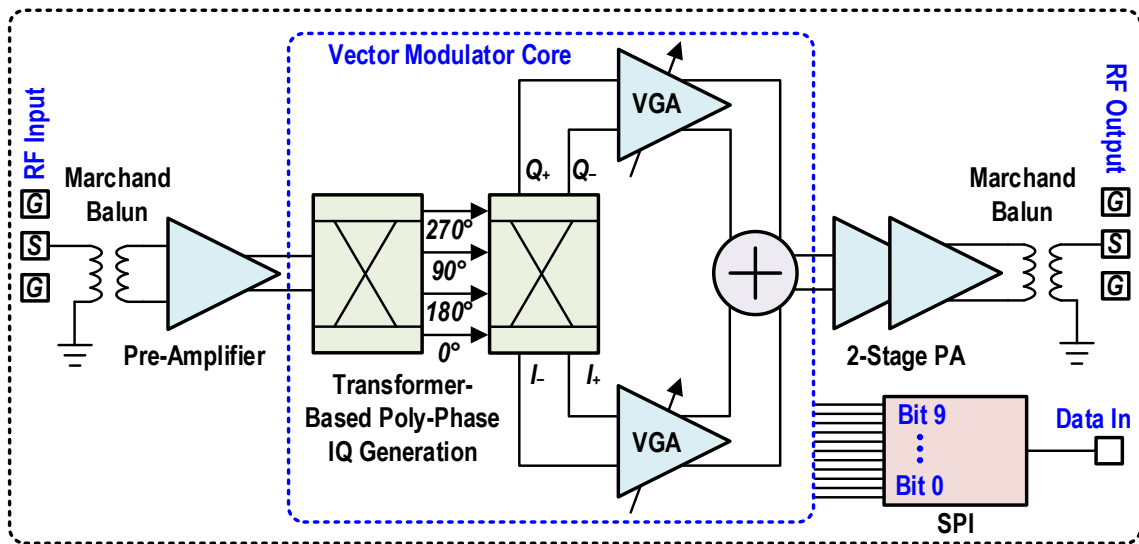 Vector Modulator Core
RF Input
G
S
G
Marchand
Balun
Pre-Amplifier
270°
90°
180°
0°
Transformer-
Based Poly-Phase
IQ Generation
Q+
Q−
I−
I+
VGA
VGA
2-Stage PA
Marchand
Balun
RF Output
G
S
G
Bit 9
Bit 0
SPI
Data In